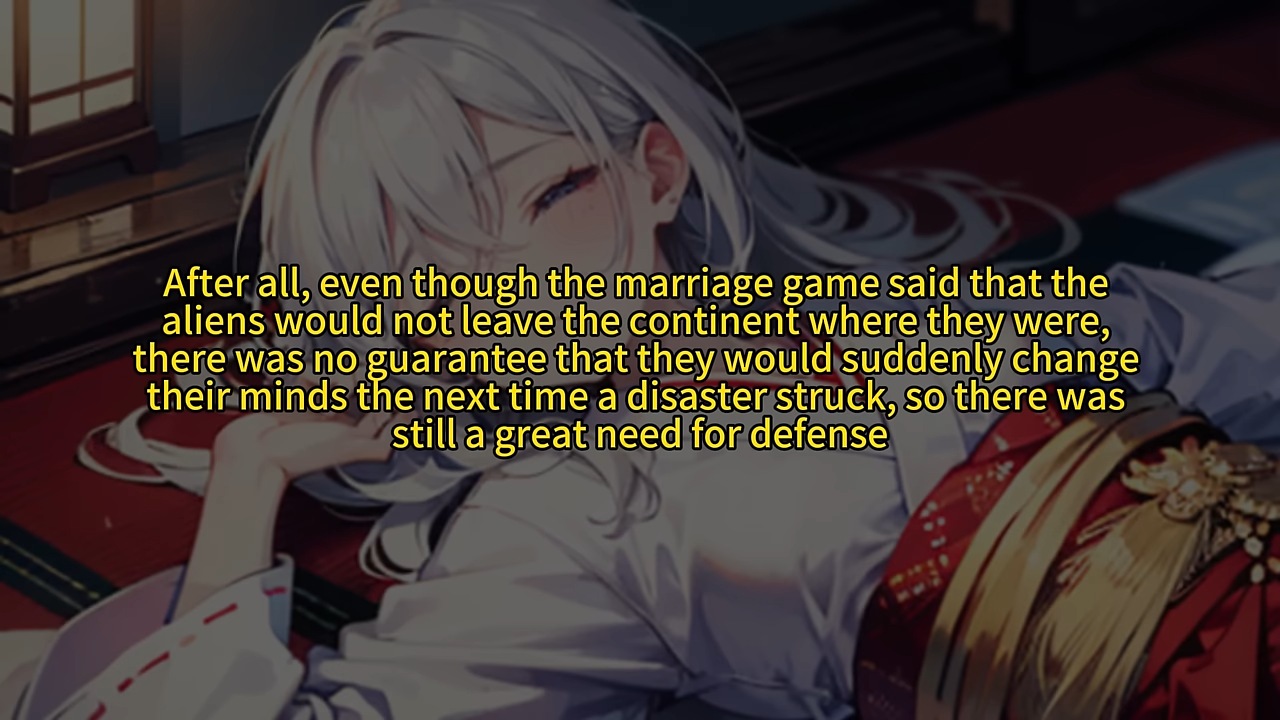 After all, even though the marriage game said that the
aliens would not leave the continent where they were,
there was no guarantee that they would suddenly change
their minds the next time a disaster struck, so there was
still a great need for defense